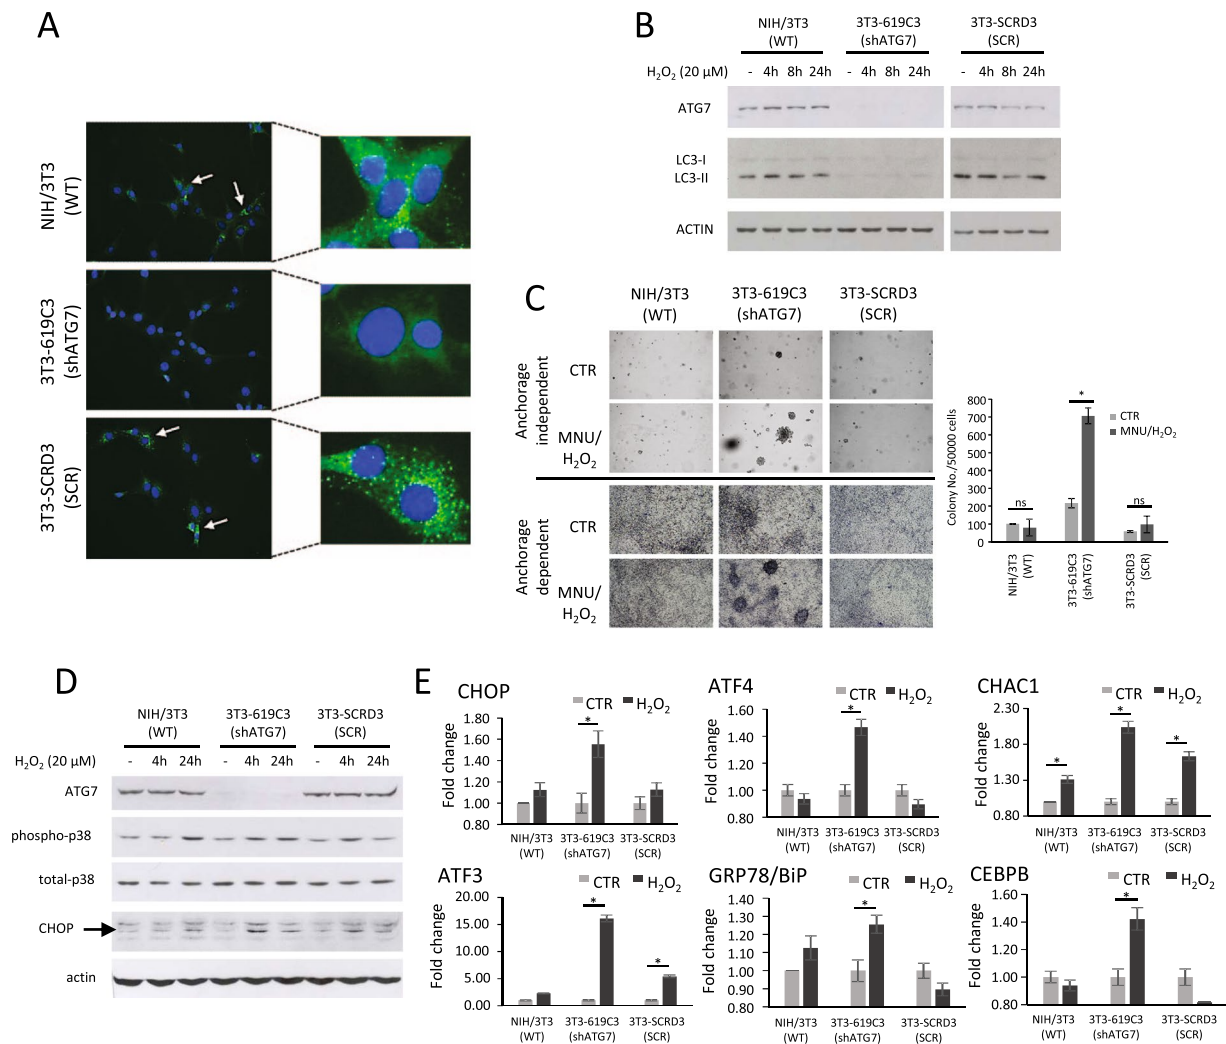 A
NIH/3T3
(WT)
3T3-619C3
(shATG7)
3T3-SCRD3
(SCR)
B
NIH/3T3
(WT)
3T3-619C3
(shATG7)
3T3-SCRD3
(SCR)
H₂O₂ (20 µM) - 4h 8h 24h - 4h 8h 24h - 4h 8h 24h
ATG7
LC3-I
LC3-II
ACTIN
C
NIH/3T3
(WT)
3T3-619C3
(shATG7)
3T3-SCRD3
(SCR)
Anchorage
independent
CTR
MNU/
H₂O₂
Anchorage
dependent
CTR
MNU/
H₂O₂
Colony No./50000 cells
800
700
600
500
400
300
200
100
0
CTR
MNU/H₂O₂
ns
*
ns
NIH/3T3
(WT)
3T3-619C3
(shATG7)
3T3-SCRD3
(SCR)
D
NIH/3T3
(WT)
3T3-619C3
(shATG7)
3T3-SCRD3
(SCR)
H₂O₂ (20 µM) - 4h 24h - 4h 24h - 4h 24h
ATG7
phospho-p38
total-p38
CHOP
actin
E
CHOP
CTR H₂O₂
Fold change
1.80
1.60
1.40
1.20
1.00
0.80
*
NIH/3T3
(WT)
3T3-619C3
(shATG7)
3T3-SCRD3
(SCR)
ATF4
CTR H₂O₂
Fold change
1.60
1.40
1.20
1.00
0.80
*
NIH/3T3
(WT)
3T3-619C3
(shATG7)
3T3-SCRD3
(SCR)
CHAC1
CTR H₂O₂
Fold change
2.30
1.80
1.30
0.80
*
*
*
NIH/3T3
(WT)
3T3-619C3
(shATG7)
3T3-SCRD3
(SCR)
ATF3
CTR H₂O₂
Fold change
20.00
15.00
10.00
5.00
0.00
*
*
NIH/3T3
(WT)
3T3-619C3
(shATG7)
3T3-SCRD3
(SCR)
GRP78/BiP
CTR H₂O₂
Fold change
1.40
1.30
1.20
1.10
1.00
0.90
0.80
*
NIH/3T3
(WT)
3T3-619C3
(shATG7)
3T3-SCRD3
(SCR)
CEBPB
CTR H₂O₂
Fold change
1.60
1.40
1.20
1.00
0.80
*
NIH/3T3
(WT)
3T3-619C3
(shATG7)
3T3-SCRD3
(SCR)